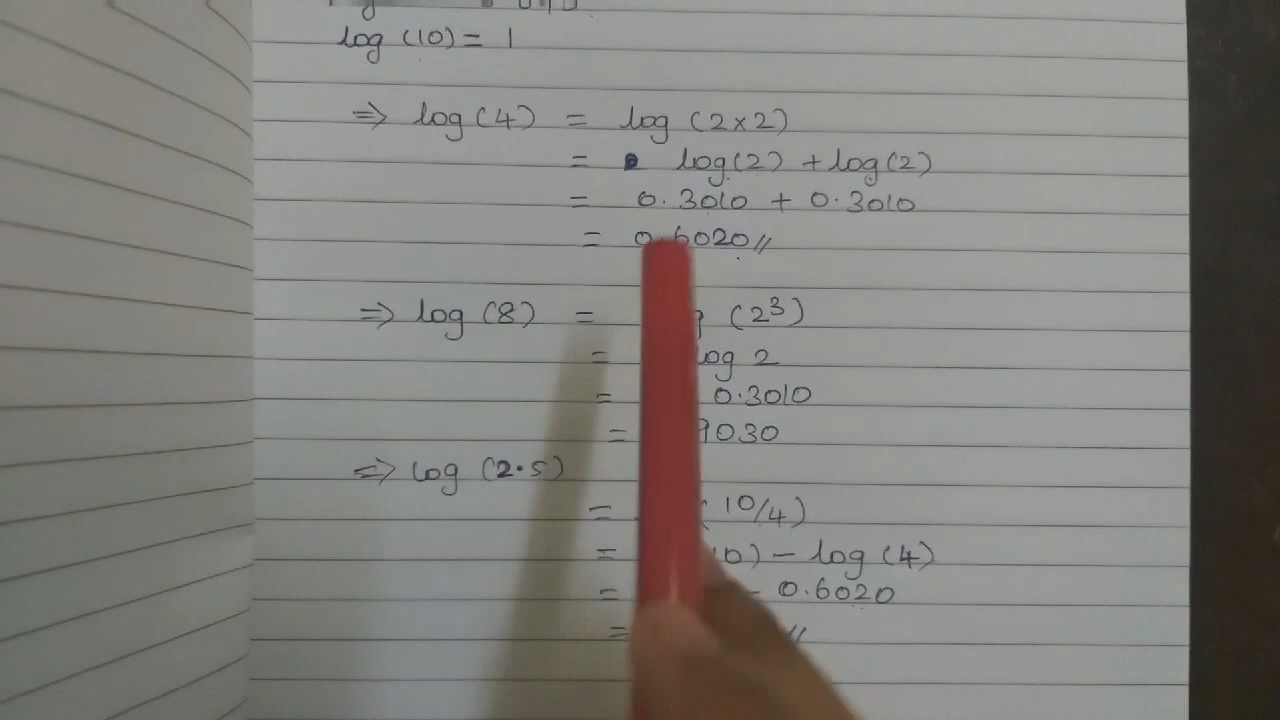 log (10) = 1
⇒ log (4) = log (2×2)
= log (2) + log (2)
= 0.3010 + 0.3010
= 0.6020 //
⇒ log (8) = (2³)
= log 2
= 0.3010
= 9030
⇒ log (2.5)
= ( 10/4 )
= 10) − log (4)
= − 0.6020
= //